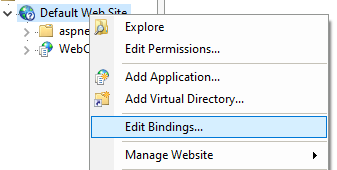 Default Web Site
aspne
WebC
Explore
Edit Permissions...
Add Application...
Add Virtual Directory...
Edit Bindings...
Manage Website